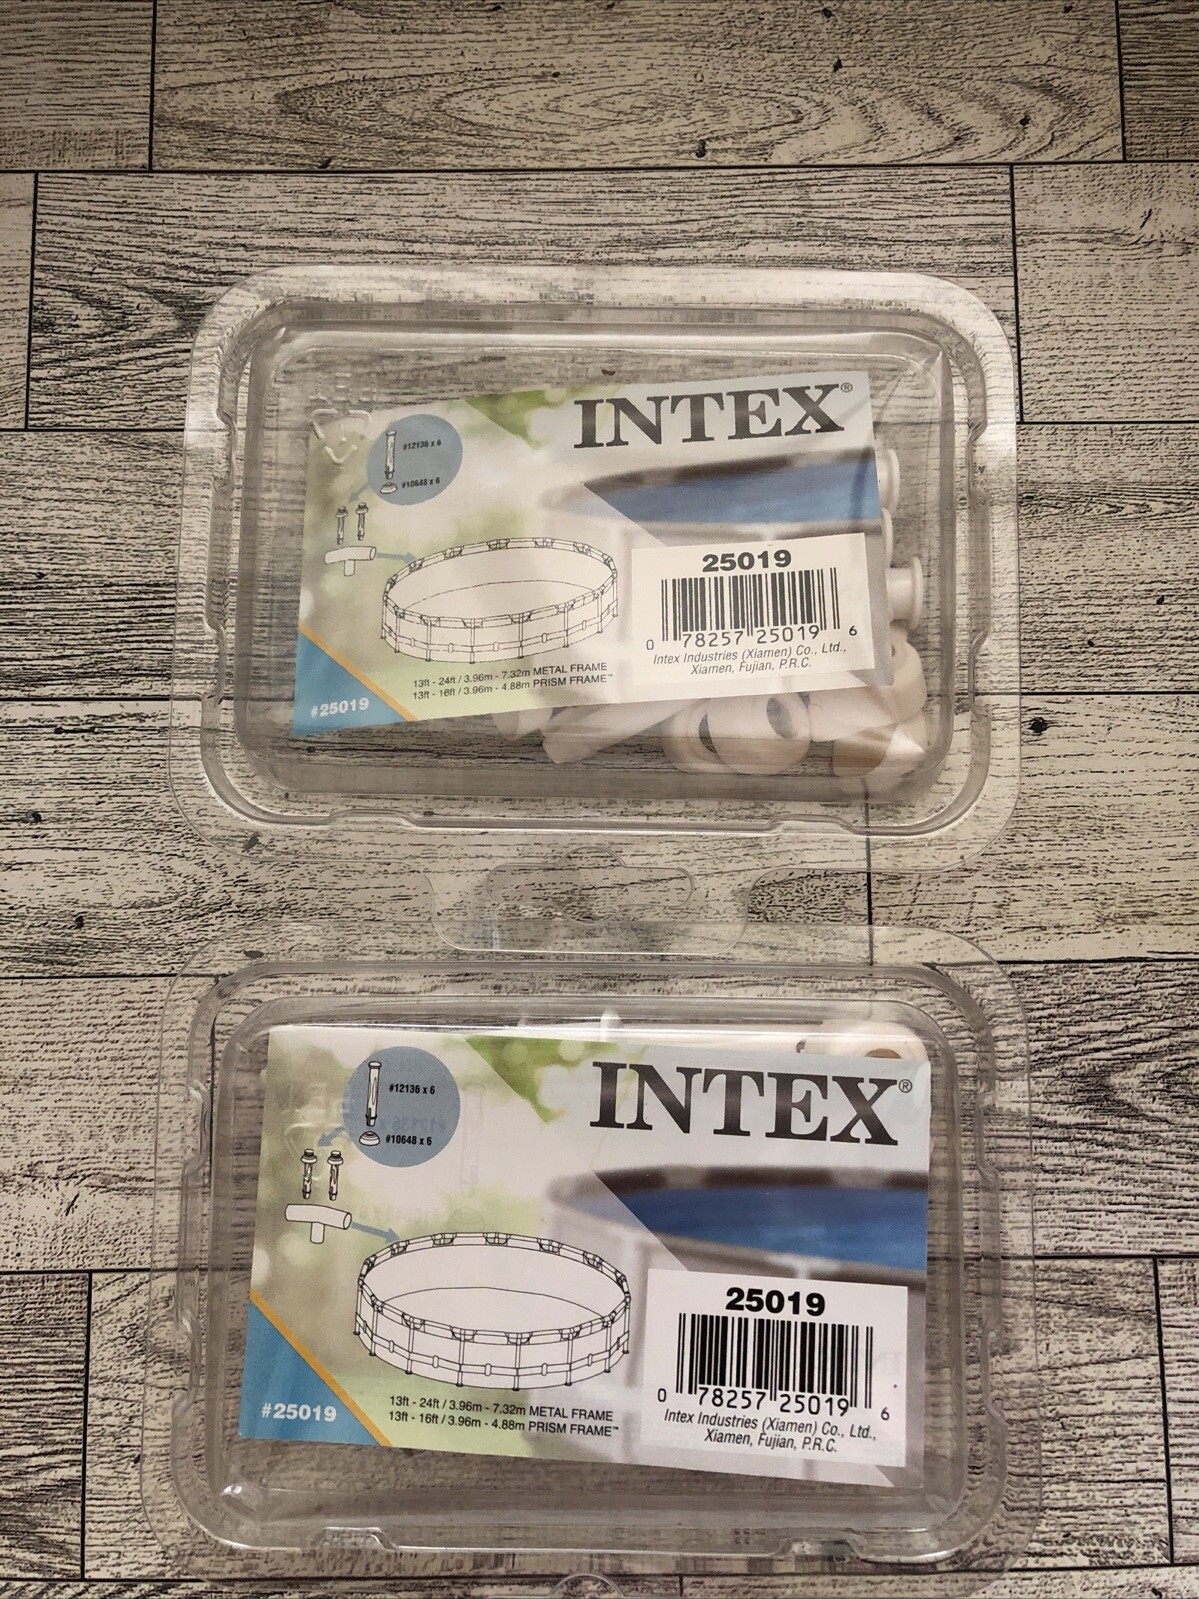 INTEX®
#12136 x 6
#10648 x 6
25019
0 78257 25019 6
Intex Industries (Xiamen) Co., Ltd.,
Xiamen, Fujian, P.R.C.
13ft - 24ft / 3.96m - 7.32m METAL FRAME
13ft - 16ft / 3.96m - 4.88m PRISM FRAME™
#25019
INTEX®
#12136 x 6
#10648 x 6
25019
0 78257 25019 6
Intex Industries (Xiamen) Co., Ltd.,
Xiamen, Fujian, P.R.C.
13ft - 24ft / 3.96m - 7.32m METAL FRAME
13ft - 16ft / 3.96m - 4.88m PRISM FRAME™
#25019